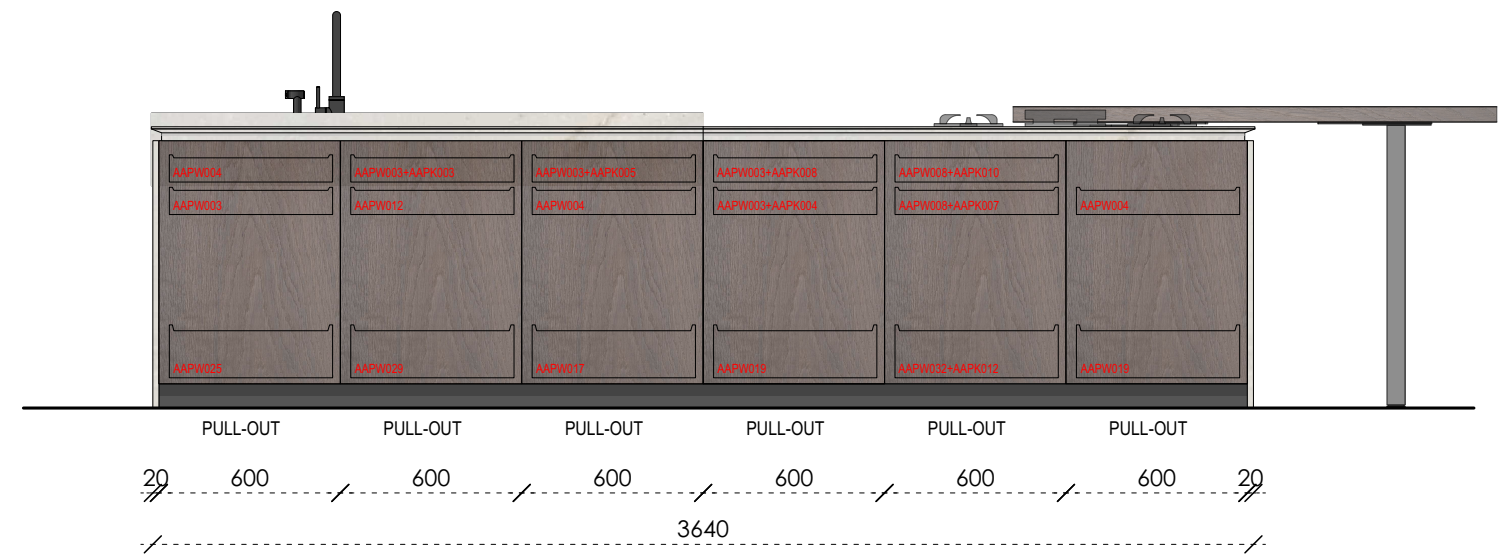 AAPW004 AAPW003+AAPK003 AAPW003+AAPK005 AAPW003+AAPK008 AAPW008+AAPK010
AAPW003 AAPW012 AAPW004 AAPW003+AAPK004 AAPW008+AAPK007 AAPW004
AAPW025 AAPW029 AAPW017 AAPW019 AAPW032+AAPK012 AAPW019
PULL-OUT PULL-OUT PULL-OUT PULL-OUT PULL-OUT PULL-OUT
20 600 600 600 600 600 600 20
3640